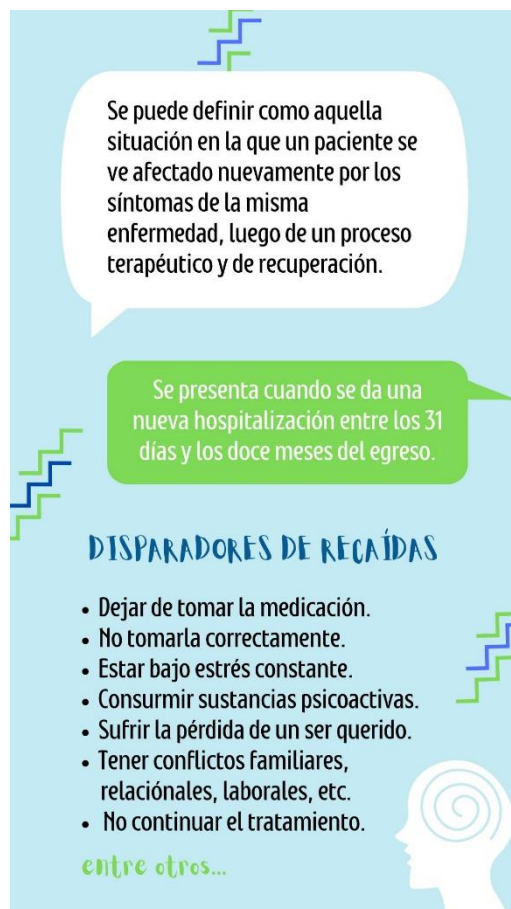 Se puede definir como aquella
situación en la que un paciente se
ve afectado nuevamente por los
síntomas de la misma
enfermedad, luego de un proceso
terapéutico y de recuperación.
Se presenta cuando se da una
nueva hospitalización entre los 31
días y los doce meses del egreso.
DISPARADORES DE RECAÍDAS
• Dejar de tomar la medicación.
• No tomarla correctamente.
• Estar bajo estrés constante.
• Consurmir sustancias psicoactivas.
• Sufrir la pérdida de un ser querido.
• Tener conflictos familiares,
relaciónales, laborales, etc.
• No continuar el tratamiento.
entre otros...